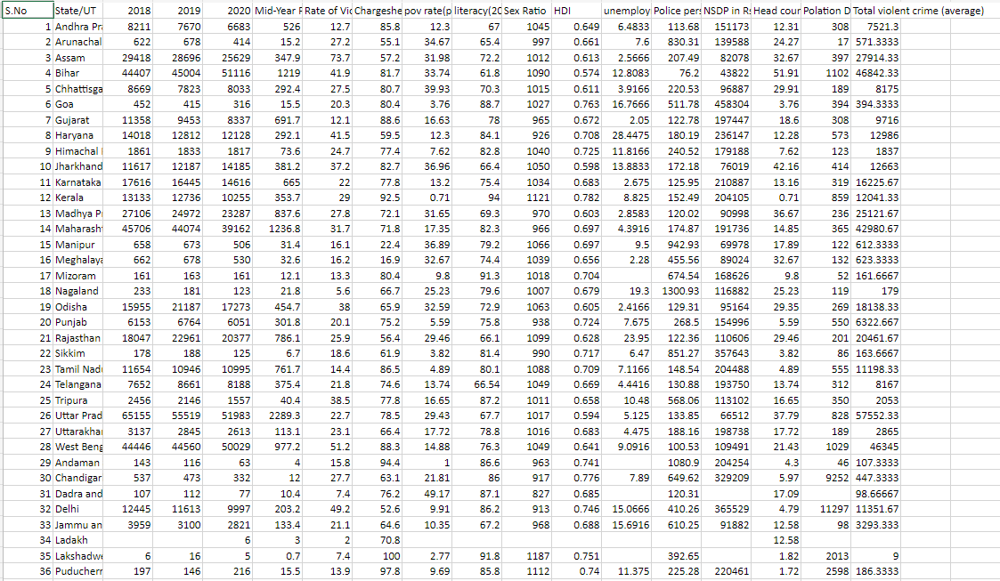 S.No State/UT 2018 2019 2020 Mid-Year P Rate of Vio Chargeshe pov rate(p literacy(20 Sex Ratio HDI unemploy Police pers NSDP in Rs Head coun Polation D Total violent crime (average)
1 Andhra Pra 8211 7670 6683 526 12.7 85.8 12.3 67 1045 0.649 6.4833 113.68 151173 12.31 308 7521.3
2 Arunachal 622 678 414 15.2 27.2 55.1 34.67 65.4 997 0.661 7.6 830.31 139588 24.27 17 571.3333
3 Assam 29418 28696 25629 347.9 73.7 57.2 31.98 72.2 1012 0.613 2.5666 207.49 82078 32.67 397 27914.33
4 Bihar 44407 45004 51116 1219 41.9 81.7 33.74 61.8 1090 0.574 12.8083 76.2 43822 51.91 1102 46842.33
5 Chhattisga 8669 7823 8033 292.4 27.5 80.7 39.93 70.3 1015 0.611 3.9166 220.53 96887 29.91 189 8175
6 Goa 452 415 316 15.5 20.3 80.4 3.76 88.7 1027 0.763 16.7666 511.78 458304 3.76 394 394.3333
7 Gujarat 11358 9453 8337 691.7 12.1 88.6 16.63 78 965 0.672 2.05 122.78 197447 18.6 308 9716
8 Haryana 14018 12812 12128 292.1 41.5 59.5 12.3 84.1 926 0.708 28.4475 180.19 236147 12.28 573 12986
9 Himachal 1861 1833 1817 73.6 24.7 77.4 7.62 82.8 1040 0.725 11.8166 240.52 179188 7.62 123 1837
10 Jharkhand 11617 12187 14185 381.2 37.2 82.7 36.96 66.4 1050 0.598 13.8833 172.18 76019 42.16 414 12663
11 Karnataka 17616 16445 14616 665 22 77.8 13.2 75.4 1034 0.683 2.675 125.95 210887 13.16 319 16225.67
12 Kerala 13133 12736 10255 353.7 29 92.5 0.71 94 1121 0.782 8.825 152.49 204105 0.71 859 12041.33
13 Madhya Pr 27106 24972 23287 837.6 27.8 72.1 31.65 69.3 970 0.603 2.8583 120.02 90998 36.67 236 25121.67
14 Maharasht 45706 44074 39162 1236.8 31.7 71.8 17.35 82.3 966 0.697 4.3916 174.87 191736 14.85 365 42980.67
15 Manipur 658 673 506 31.4 16.1 22.4 36.89 79.2 1066 0.697 9.5 942.93 69978 17.89 122 612.3333
16 Meghalaya 662 678 530 32.6 16.2 16.9 32.67 74.4 1039 0.656 2.28 455.56 89024 32.67 132 623.3333
17 Mizoram 161 163 161 12.1 13.3 80.4 9.8 91.3 1018 0.704 674.54 168626 9.8 52 161.6667
18 Nagaland 233 181 123 21.8 5.6 66.7 25.23 79.6 1007 0.679 19.3 1300.93 116882 25.23 119 179
19 Odisha 15955 21187 17273 454.7 38 65.9 32.59 72.9 1063 0.605 2.4166 129.31 95164 29.35 269 18138.33
20 Punjab 6153 6764 6051 301.8 20.1 75.2 5.59 75.8 938 0.724 7.675 268.5 154996 5.59 550 6322.667
21 Rajasthan 18047 22961 20377 786.1 25.9 56.4 29.46 66.1 1099 0.628 23.95 122.36 110606 29.46 201 20461.67
22 Sikkim 178 188 125 6.7 18.6 61.9 3.82 81.4 990 0.717 6.47 851.27 357643 3.82 86 163.6667
23 Tamil Nadu 11654 10946 10995 761.7 14.4 86.5 4.89 80.1 1088 0.709 7.1166 148.54 204488 4.89 555 11198.33
24 Telangana 7652 8661 8188 375.4 21.8 74.6 13.74 66.54 1049 0.669 4.4416 130.88 193750 13.74 312 8167
25 Tripura 2456 2146 1557 40.4 38.5 77.8 16.65 87.2 1011 0.658 10.48 568.06 113102 16.65 350 2053
26 Uttar Prad 65155 55519 51983 2289.3 22.7 78.5 29.43 67.7 1017 0.594 5.125 133.85 66512 37.79 828 57552.33
27 Uttarakhan 3137 2845 2613 113.1 23.1 66.4 17.72 78.8 1016 0.683 4.475 188.16 198738 17.72 189 2865
28 West Beng 44446 44560 50029 977.2 51.2 88.3 14.88 76.3 1049 0.641 9.0916 100.53 109491 21.43 1029 46345
29 Andaman 143 116 63 4 15.8 94.4 1 86.6 963 0.741 1080.9 204254 4.3 46 107.3333
30 Chandigar 537 473 332 12 27.7 63.1 21.81 86 917 0.776 7.89 649.62 329209 5.97 9252 447.3333
31 Dadra and 107 112 77 10.4 7.4 76.2 49.17 87.1 827 0.685 120.31 17.09 98.66667
32 Delhi 12445 11613 9997 203.2 49.2 52.6 9.91 86.2 913 0.746 15.0666 410.26 365529 4.79 11297 11351.67
33 Jammu an 3959 3100 2821 133.4 21.1 64.6 10.35 67.2 968 0.688 15.6916 610.25 91882 12.58 98 3293.333
34 Ladakh 6 3 2 70.8 12.58
35 Lakshadwe 6 16 5 0.7 7.4 100 2.77 91.8 1187 0.751 392.65 1.82 2013 9
36 Puducherr 197 146 216 15.5 13.9 97.8 9.69 85.8 1112 0.74 11.375 225.28 220461 1.72 2598 186.3333